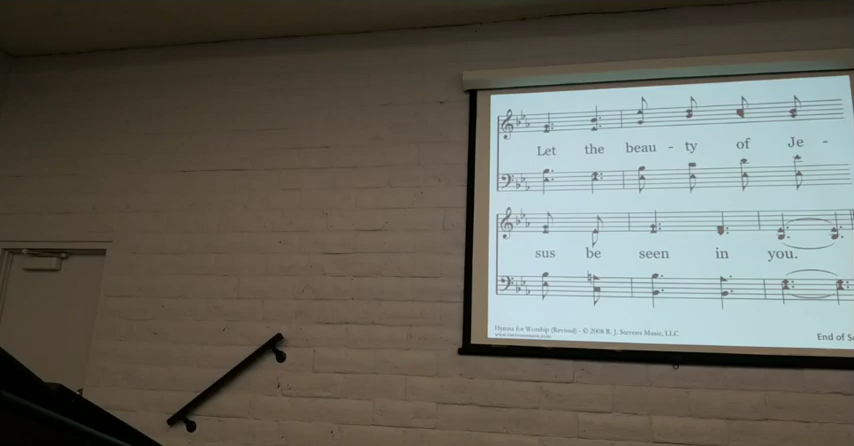 Let the beau - ty of Je -
sus be seen in you.
Hymns for Worship (Revised) - © 2008 R. J. Stevens Music, LLC.
End of S